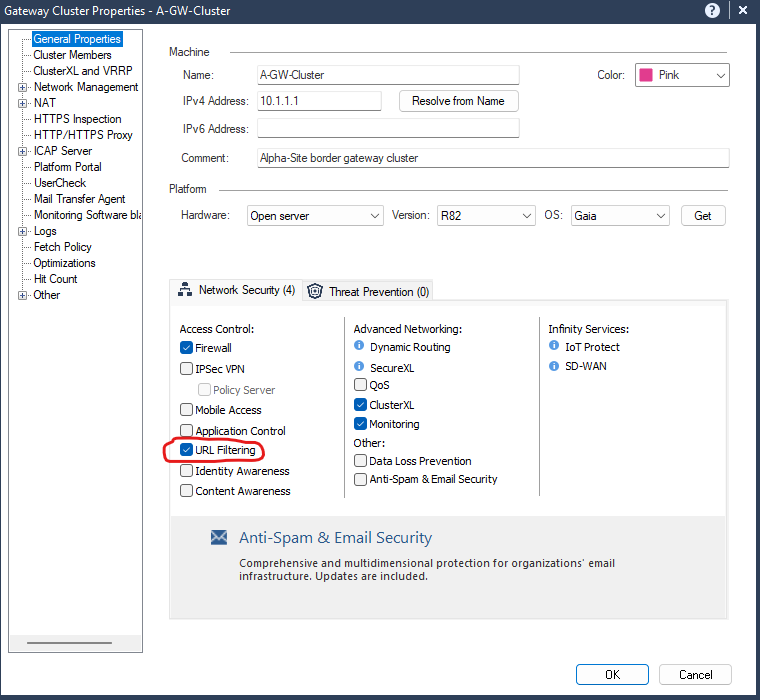 Gateway Cluster Properties - A-GW-Cluster
?
General Properties
Cluster Members
ClusterXL and VRRP
Network Management
NAT
HTTPS Inspection
HTTP/HTTPS Proxy
ICAP Server
Platform Portal
UserCheck
Mail Transfer Agent
Monitoring Software bla
Logs
Fetch Policy
Optimizations
Hit Count
Other
Machine
Name: A-GW-Cluster Color: Pink
IPv4 Address: 10.1.1.1 Resolve from Name
IPv6 Address:
Comment: Alpha-Site border gateway cluster
Platform
Hardware: Open server Version: R82 OS: Gaia Get
Network Security (4) Threat Prevention (0)
Access Control:
Firewall
IPSec VPN
Policy Server
Mobile Access
Application Control
URL Filtering
Identity Awareness
Content Awareness
Advanced Networking:
Dynamic Routing
SecureXL
QoS
ClusterXL
Monitoring
Other:
Data Loss Prevention
Anti-Spam & Email Security
Infinity Services:
IoT Protect
SD-WAN
Anti-Spam & Email Security
Comprehensive and multidimensional protection for organizations' email
infrastructure. Updates are included.
OK Cancel